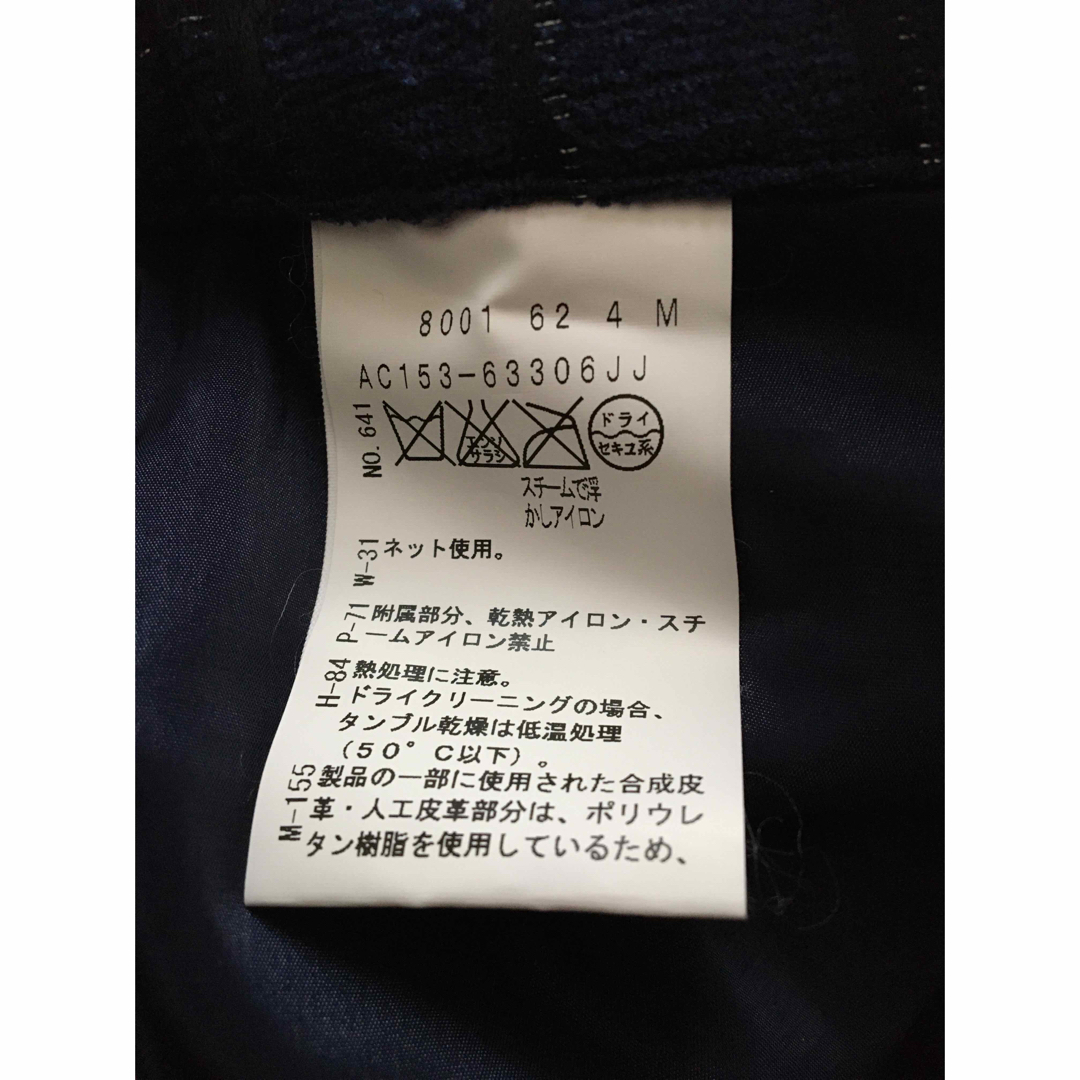 8001 62 4 M
AC153-63306JJ
NO. 641
エンソ
サラシ
ドライ
セキユ系
スチームで浮
かしアイロン
W-31 ネット使用。
P-71 附属部分、乾熱アイロン・スチ
ームアイロン禁止
H-84 熱処理に注意。
ドライクリーニングの場合、
タンブル乾燥は低温処理
(50°C以下)。
M-155 製品の一部に使用された合成皮
革・人工皮革部分は、ポリウレ
タン樹脂を使用しているため、